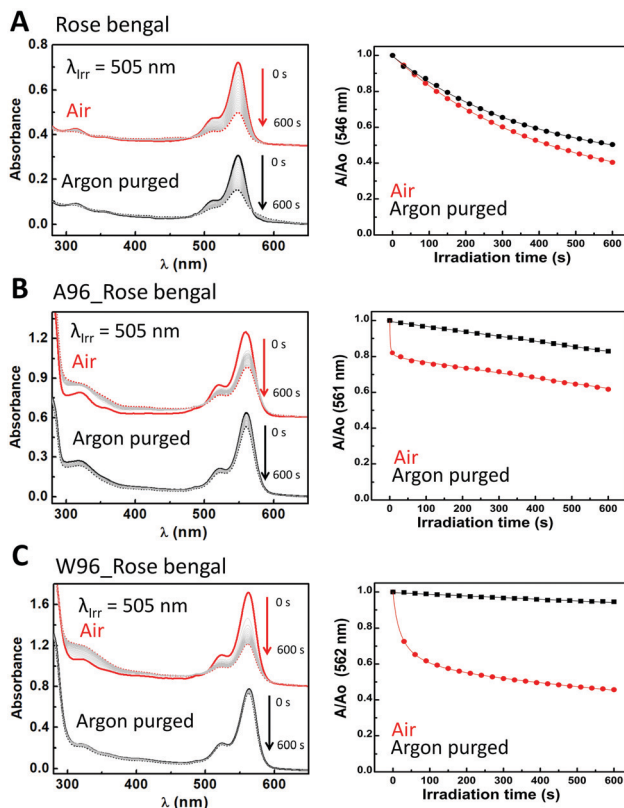 A Rose bengal
λIrr = 505 nm
Air
0 s
600 s
Argon purged
0 s
600 s
Absorbance
0.8
0.6
0.4
0.2
0.0
300 400 500 600
λ (nm)
Air
Argon purged
A/Ao (546 nm)
1.0
0.8
0.6
0.4
0.2
0.0
0 100 200 300 400 500 600
Irradiation time (s)
B A96_Rose bengal
λIrr = 505 nm
Air
0 s
600 s
Argon purged
0 s
600 s
Absorbance
1.2
0.9
0.6
0.3
0.0
300 400 500 600
λ (nm)
Air
Argon purged
A/Ao (561 nm)
1.0
0.8
0.6
0.4
0.2
0.0
0 100 200 300 400 500 600
Irradiation time (s)
C W96_Rose bengal
λIrr = 505 nm
Air
0 s
600 s
Argon purged
0 s
600 s
Absorbance
1.6
1.2
0.8
0.4
0.0
300 400 500 600
λ (nm)
Air
Argon purged
A/Ao (562 nm)
1.0
0.8
0.6
0.4
0.2
0.0
0 100 200 300 400 500 600
Irradiation time (s)